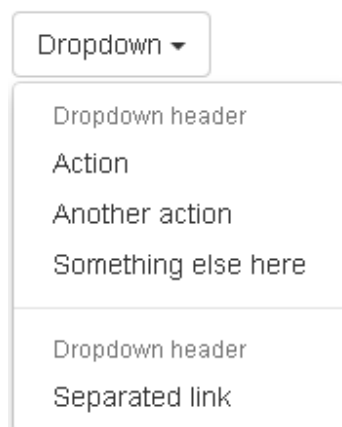 Dropdown
Dropdown header
Action
Another action
Something else here
Dropdown header
Separated link